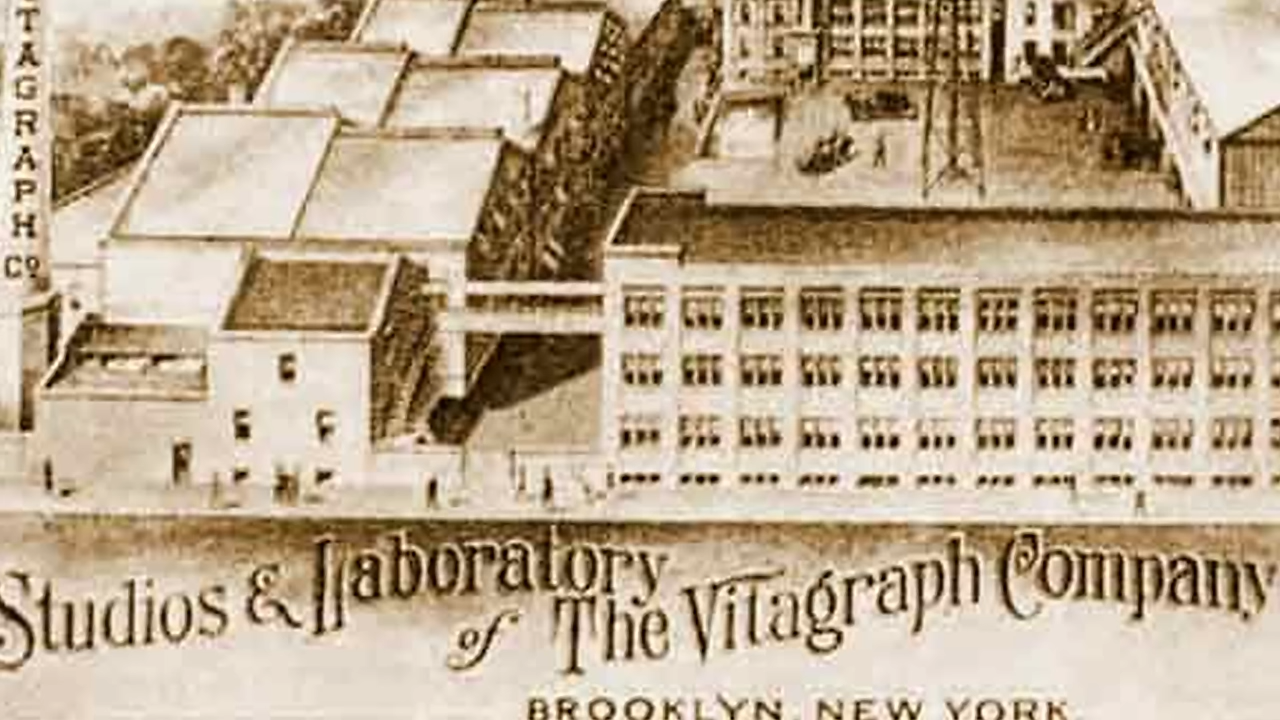 TAGRAPH Cº
Studios & Laboratory
of The Vitagraph Company
BROOKLYN, NEW YORK